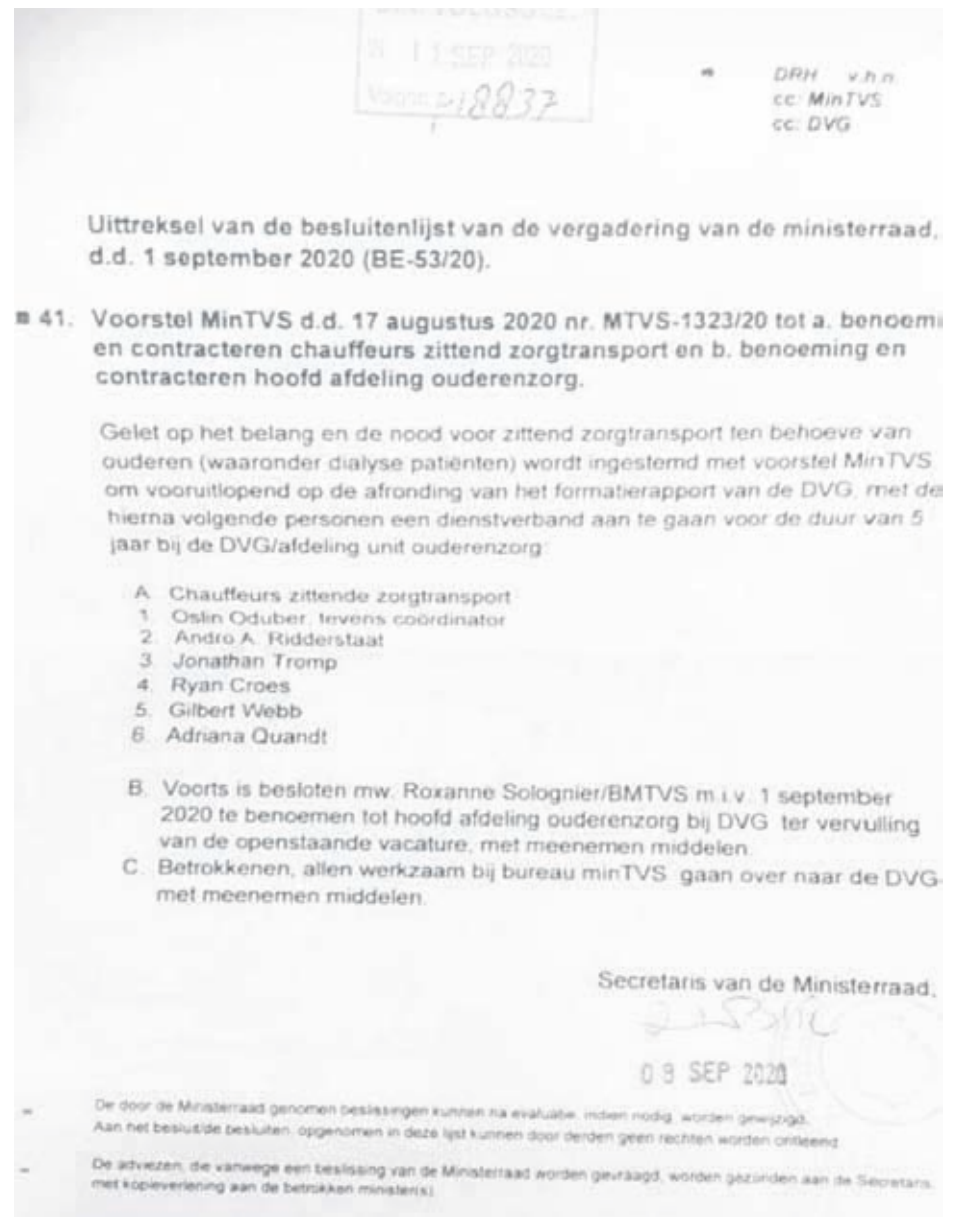 11 SEP 2020
18837
DRH v.h.n.
cc: MinTVS
cc: DVG
Uittreksel van de besluitenlijst van de vergadering van de ministerraad,
d.d. 1 september 2020 (BE-53/20).
41. Voorstel MinTVS d.d. 17 augustus 2020 nr. MTVS-1323/20 tot a. benoemi
en contracteren chauffeurs zittend zorgtransport en b. benoeming en
contracteren hoofd afdeling ouderenzorg.
Gelet op het belang en de nood voor zittend zorgtransport ten behoeve van
ouderen (waaronder dialyse patiënten) wordt ingestemd met voorstel MinTVS
om vooruitlopend op de afronding van het formatierapport van de DVG, met de
hierna volgende personen een dienstverband aan te gaan voor de duur van 5
jaar bij de DVG/afdeling unit ouderenzorg:
A. Chauffeurs zittende zorgtransport
1. Oslin Oduber, tevens coördinator
2. Andro A. Ridderstaat
3. Jonathan Tromp
4. Ryan Croes
5. Gilbert Webb
6. Adriana Quandt
B. Voorts is besloten mw. Roxanne Solognier/BMTVS m.i.v. 1 september
2020 te benoemen tot hoofd afdeling ouderenzorg bij DVG ter vervulling
van de openstaande vacature, met meenemen middelen.
C. Betrokkenen, allen werkzaam bij bureau minTVS gaan over naar de DVG
met meenemen middelen.
Secretaris van de Ministerraad,
08 SEP 2020
- De door de Ministerraad genomen beslissingen kunnen na evaluatie, indien nodig, worden gewijzigd.
Aan het besluit/de besluiten, opgenomen in deze lijst kunnen door derden geen rechten worden ontleend
- De adviezen, die vanwege een beslissing van de Ministerraad worden gevraagd, worden gezonden aan de Secretaris,
met kopieverlening aan de betrokken minister(s).